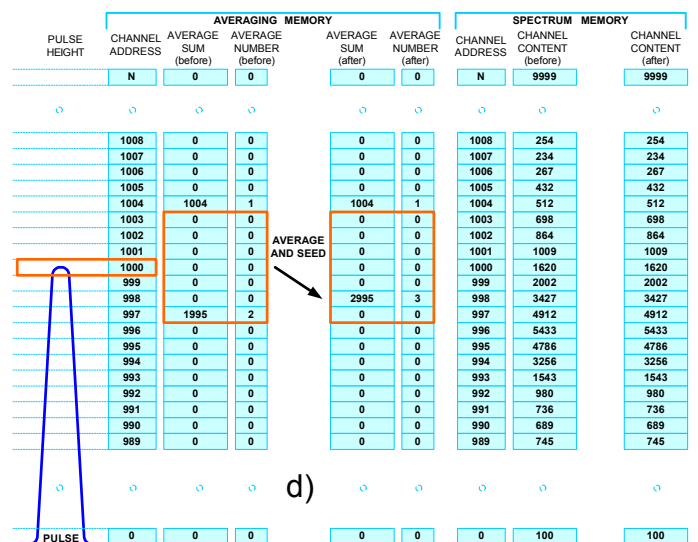 AVERAGING MEMORY SPECTRUM MEMORY
PULSE HEIGHT CHANNEL ADDRESS AVERAGE SUM (before) AVERAGE NUMBER (before) AVERAGE SUM (after) AVERAGE NUMBER (after) CHANNEL ADDRESS CHANNEL CONTENT (before) CHANNEL CONTENT (after)
N 0 0 0 0 N 9999 9999
1008 0 0 0 0 1008 254 254
1007 0 0 0 0 1007 234 234
1006 0 0 0 0 1006 267 267
1005 0 0 0 0 1005 432 432
1004 1004 1 1004 1 1004 512 512
1003 0 0 0 0 1003 698 698
1002 0 0 0 0 1002 864 864
AVERAGE AND SEED
1001 0 0 0 0 1001 1009 1009
1000 0 0 0 0 1000 1620 1620
999 0 0 0 0 999 2002 2002
998 0 0 2995 3 998 3427 3427
997 1995 2 0 0 997 4912 4912
996 0 0 0 0 996 5433 5433
995 0 0 0 0 995 4786 4786
994 0 0 0 0 994 3256 3256
993 0 0 0 0 993 1543 1543
992 0 0 0 0 992 980 980
991 0 0 0 0 991 736 736
990 0 0 0 0 990 689 689
989 0 0 0 0 989 745 745
d)
PULSE 0 0 0 0 0 0 100 100